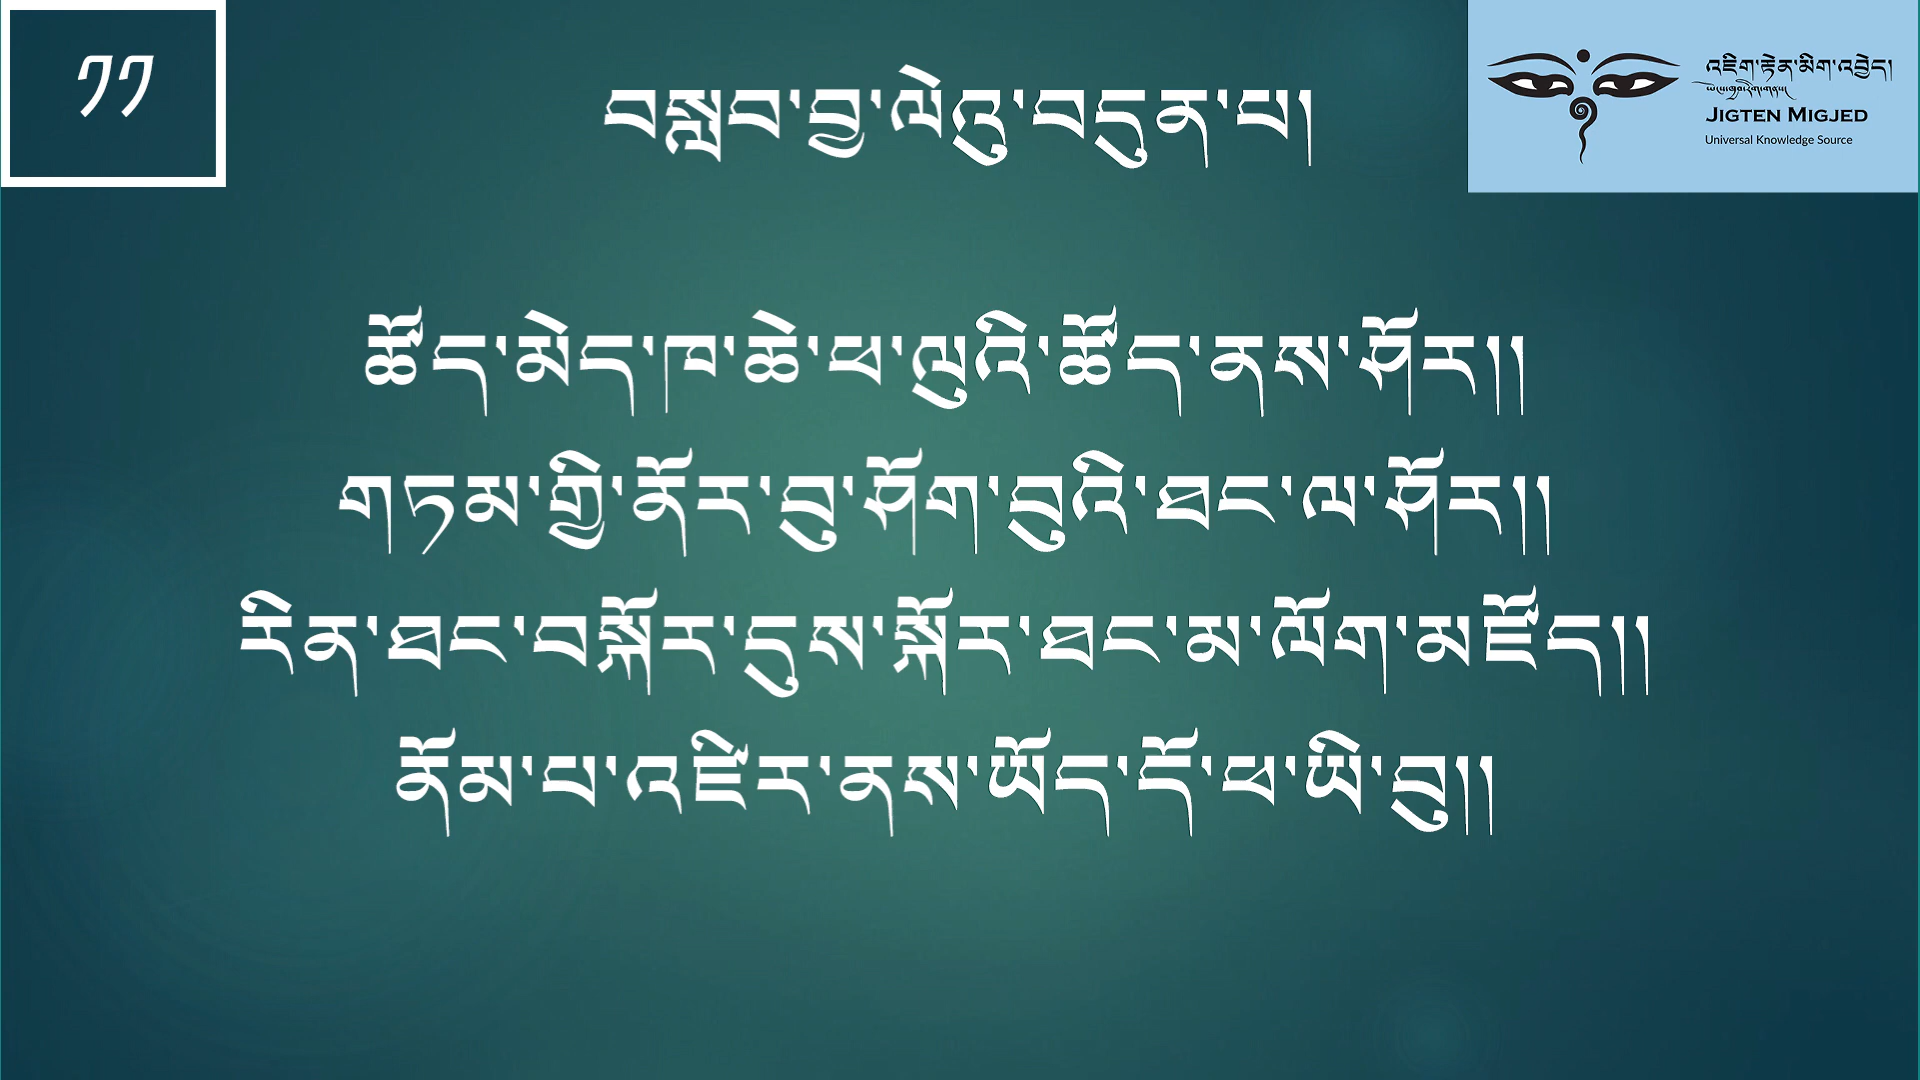 ༡༡
བསླབ་བྱ་ལེའུ་བདུན་པ།
འཇིག་རྟེན་མིག་འབྱེད།
JIGTEN MIGJED
Universal Knowledge Source
ཚོད་མེད་ཁ་ཆེ་ཕ་ལུའི་ཚོད་ནས་ཤོར།།
གཏམ་གྱི་ནོར་བུ་ཤོག་བུའི་ཐང་ལ་ཤོར།།
རིན་ཐང་བསྐོར་དུས་སྐོར་ཐང་མ་ལོག་མཛོད།།
ནོམ་པ་འཛིར་ནས་ཡོད་དོ་ཕ་ཡི་བུ།།